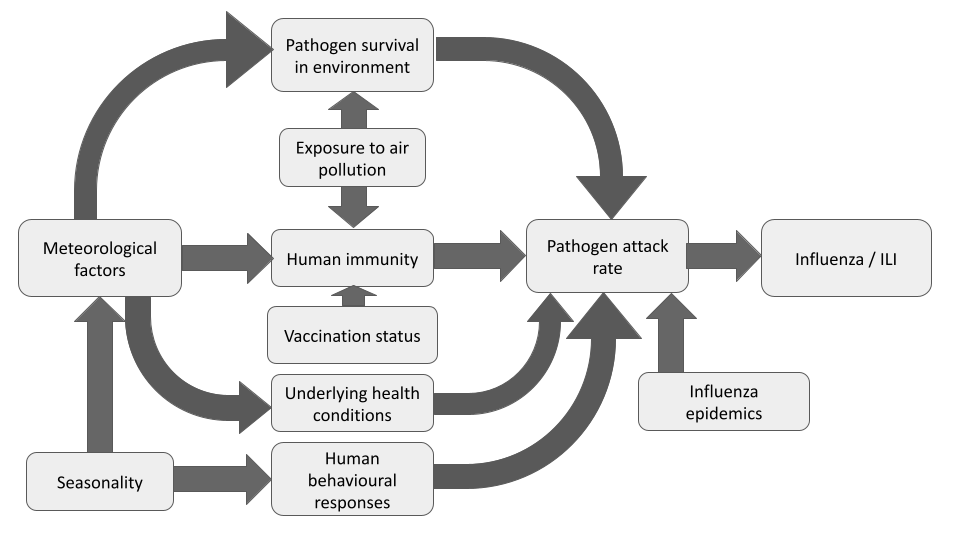 Pathogen survival
in environment
Exposure to air
pollution
Meteorological
factors
Human immunity
Pathogen attack
rate
Influenza / ILI
Vaccination status
Underlying health
conditions
Influenza
epidemics
Seasonality
Human
behavioural
responses